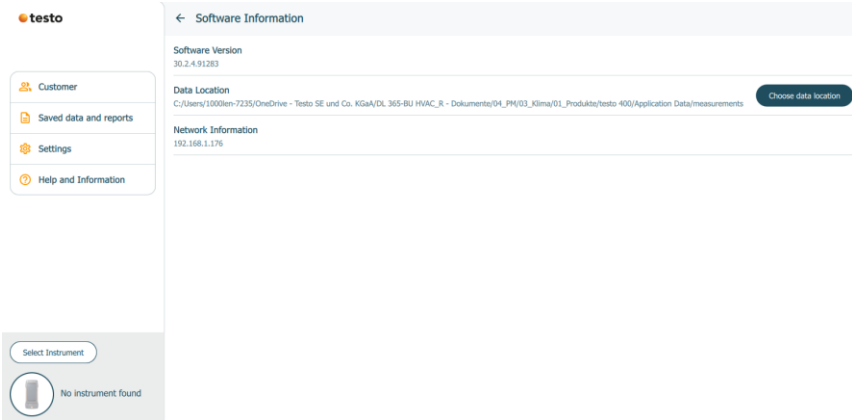 testo
Customer
Saved data and reports
Settings
Help and Information
Select Instrument
No instrument found
Software Information
Software Version
30.2.4.91283
Data Location
C:/Users/1000len-7235/OneDrive - Testo SE und Co. KGaA/DL 365-BU HVAC_R - Dokumente/04_PM/03_Klima/01_Produkte/testo 400/Application Data/measurements
Choose data location
Network Information
192.168.1.176